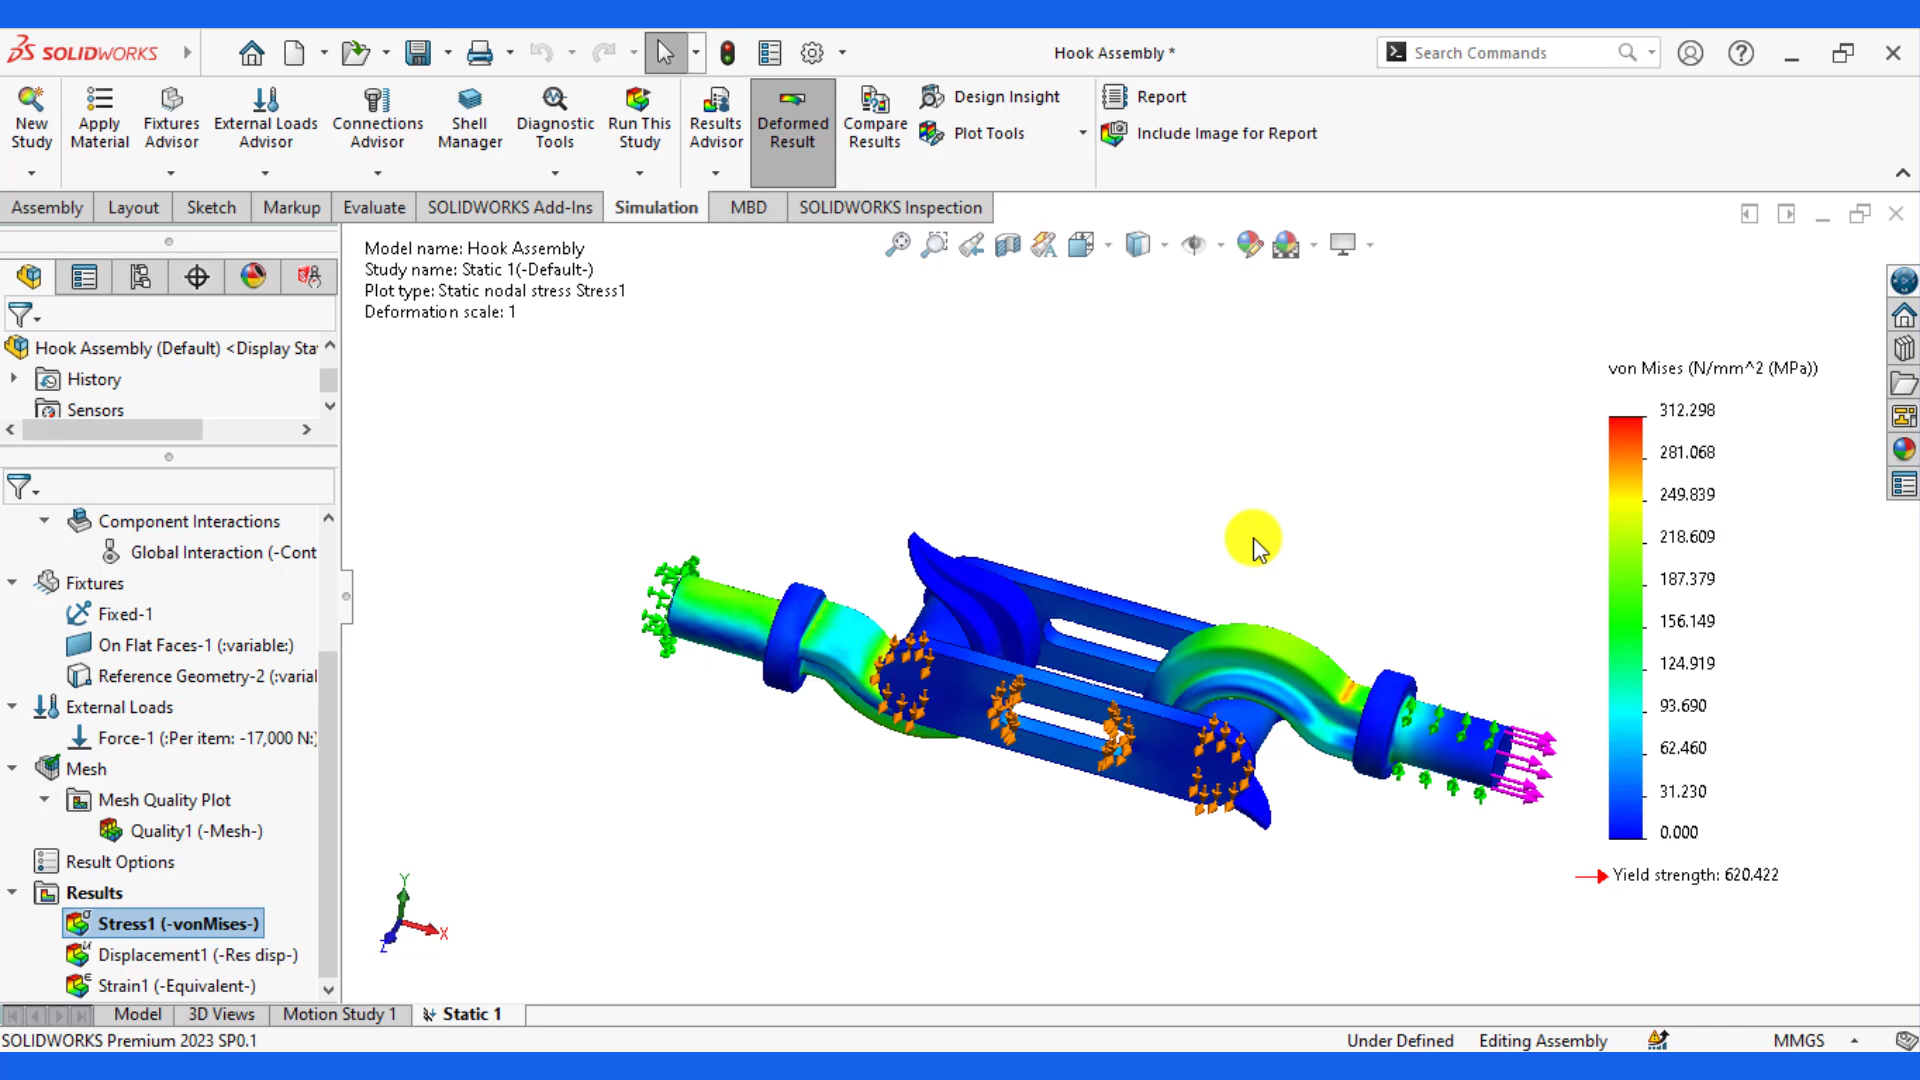 SOLIDWORKS
Hook Assembly *
Search Commands
New Study
Apply Material
Fixtures Advisor
External Loads Advisor
Connections Advisor
Shell Manager
Diagnostic Tools
Run This Study
Results Advisor
Deformed Result
Compare Results
Design Insight
Plot Tools
Report
Include Image for Report
Assembly
Layout
Sketch
Markup
Evaluate
SOLIDWORKS Add-Ins
Simulation
MBD
SOLIDWORKS Inspection
Hook Assembly (Default) <Display Sta
History
Sensors
Component Interactions
Global Interaction (-Cont
Fixtures
Fixed-1
On Flat Faces-1 (:variable:)
Reference Geometry-2 (:varial
External Loads
Force-1 (:Per item: -17,000 N:)
Mesh
Mesh Quality Plot
Quality1 (-Mesh-)
Result Options
Results
Stress1 (-vonMises-)
Displacement1 (-Res disp-)
Strain1 (-Equivalent-)
Model name: Hook Assembly
Study name: Static 1(-Default-)
Plot type: Static nodal stress Stress1
Deformation scale: 1
von Mises (N/mm^2 (MPa))
312.298
281.068
249.839
218.609
187.379
156.149
124.919
93.690
62.460
31.230
0.000
Yield strength: 620.422
Y
X
Z
Model
3D Views
Motion Study 1
Static 1
SOLIDWORKS Premium 2023 SP0.1
Under Defined
Editing Assembly
MMGS